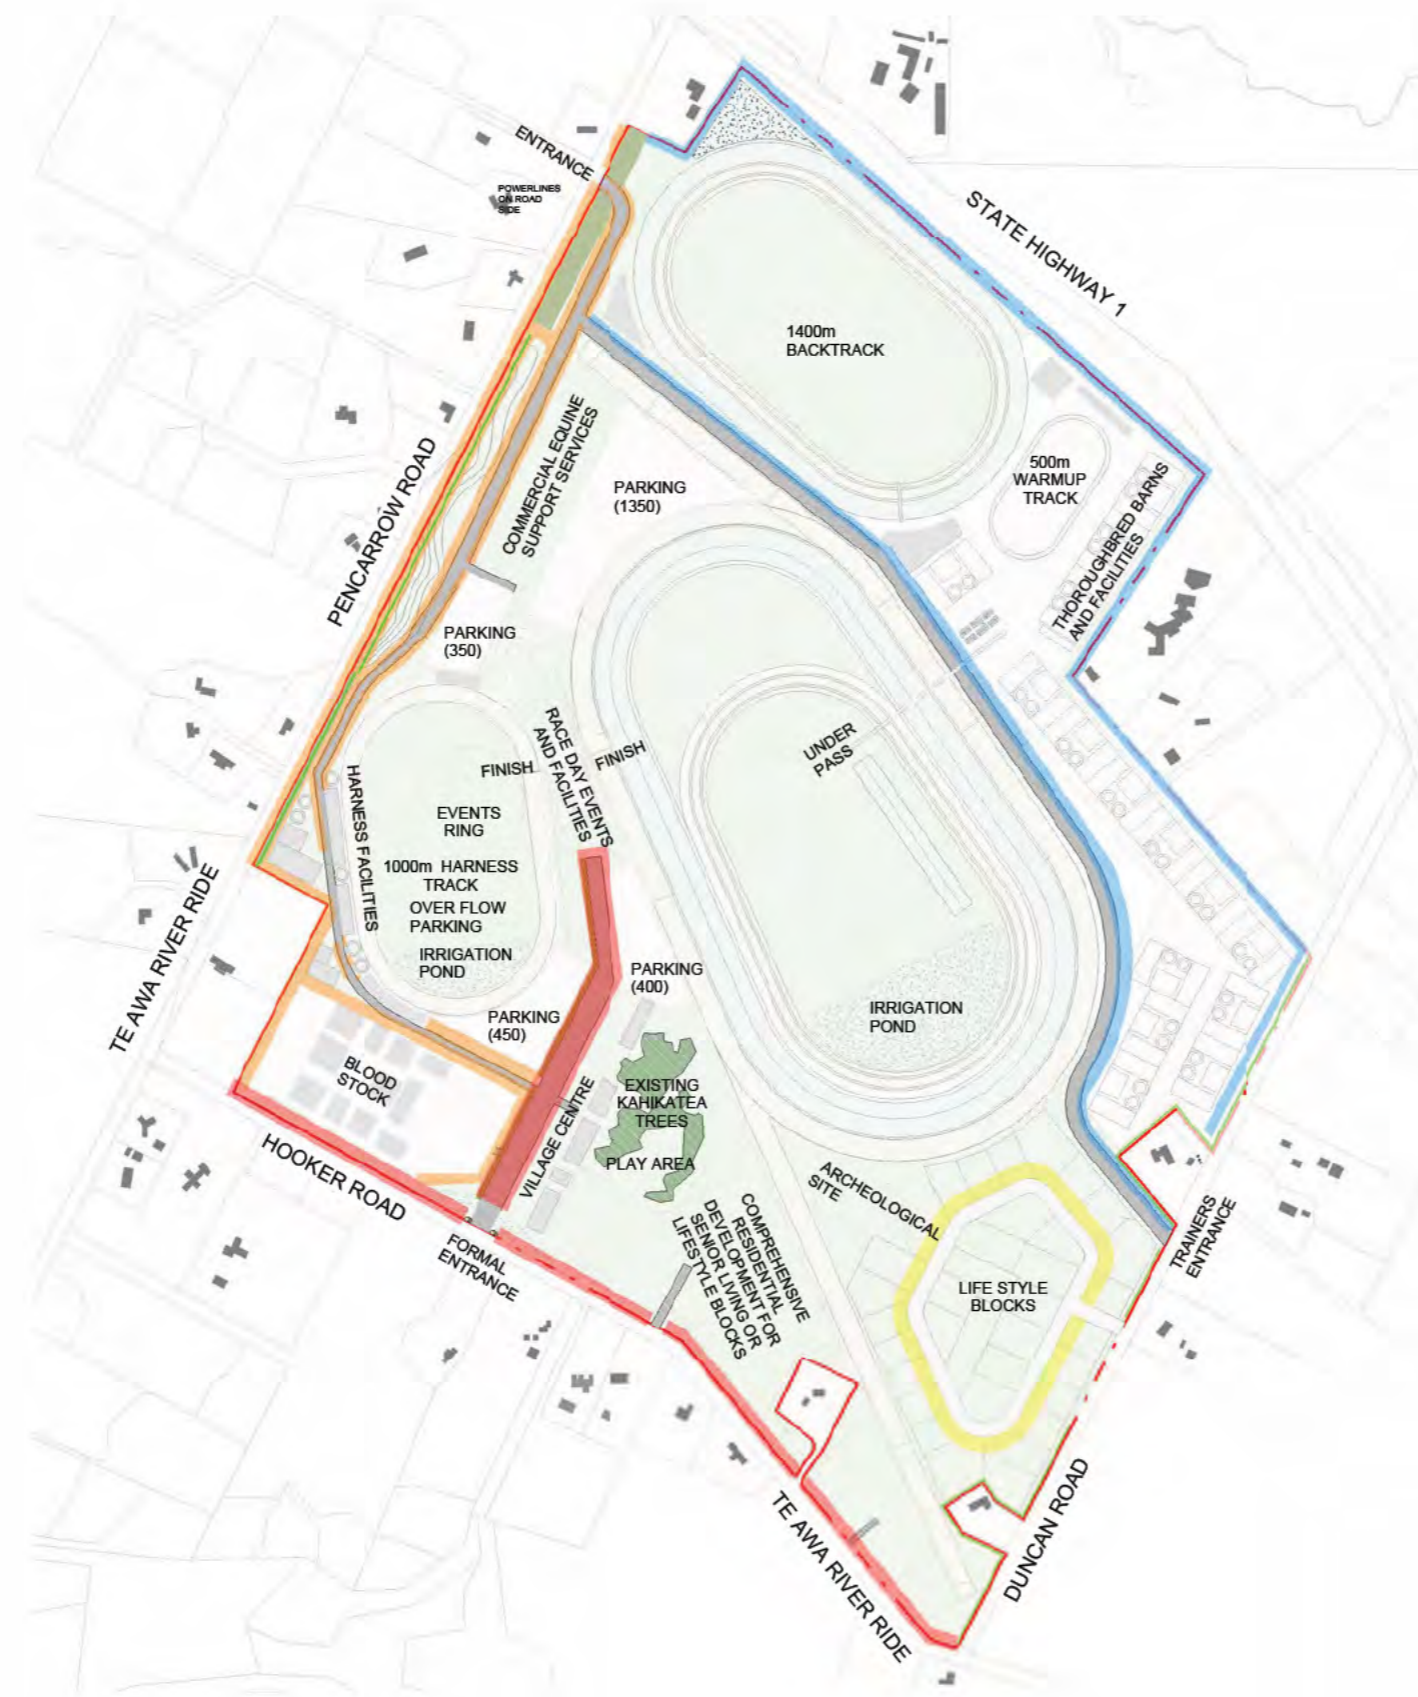 ENTRANCE
POWERLINES
ON ROAD
SIDE
STATE HIGHWAY 1
1400m
BACKTRACK
500m
WARMUP
TRACK
THOROUGHBRED BARNS
AND FACILITIES
COMMERCIAL EQUINE
SUPPORT SERVICES
PARKING
(1350)
PENCARROW ROAD
PARKING
(350)
RACE DAY EVENTS
AND FACILITIES
FINISH
FINISH
UNDER
PASS
HARNESS FACILITIES
EVENTS
RING
1000m HARNESS
TRACK
OVER FLOW
PARKING
IRRIGATION
POND
TE AWA RIVER RIDE
PARKING
(400)
PARKING
(450)
IRRIGATION
POND
BLOOD
STOCK
EXISTING
KAHIKATEA
TREES
VILLAGE CENTRE
PLAY AREA
HOOKER ROAD
FORMAL
ENTRANCE
ARCHEOLOGICAL
SITE
COMPREHENSIVE
RESIDENTIAL
DEVELOPMENT FOR
SENIOR LIVING OR
LIFESTYLE BLOCKS
TRAINERS
ENTRANCE
LIFE STYLE
BLOCKS
TE AWA RIVER RIDE
DUNCAN ROAD